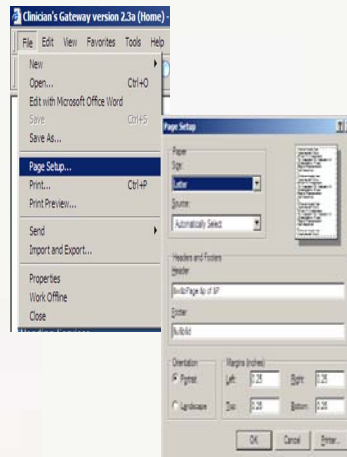 Clinician's Gateway version 2.3a (Home) -
File Edit View Favorites Tools Help
New
Open... Ctrl+O
Edit with Microsoft Office Word
Save Ctrl+S
Save As...
Page Setup...
Print... Ctrl+P
Print Preview...
Send
Import and Export...
Properties
Work Offline
Close
Page Setup
Paper
Size:
Letter
Source:
Automatically Select
Headers and Footers
Header
&w&bPage &p of &P
Footer
&u&b&d
Orientation
Portrait
Landscape
Margins (inches)
Left: 0.25 Right: 0.25
Top: 0.25 Bottom: 0.25
OK Cancel Printer...